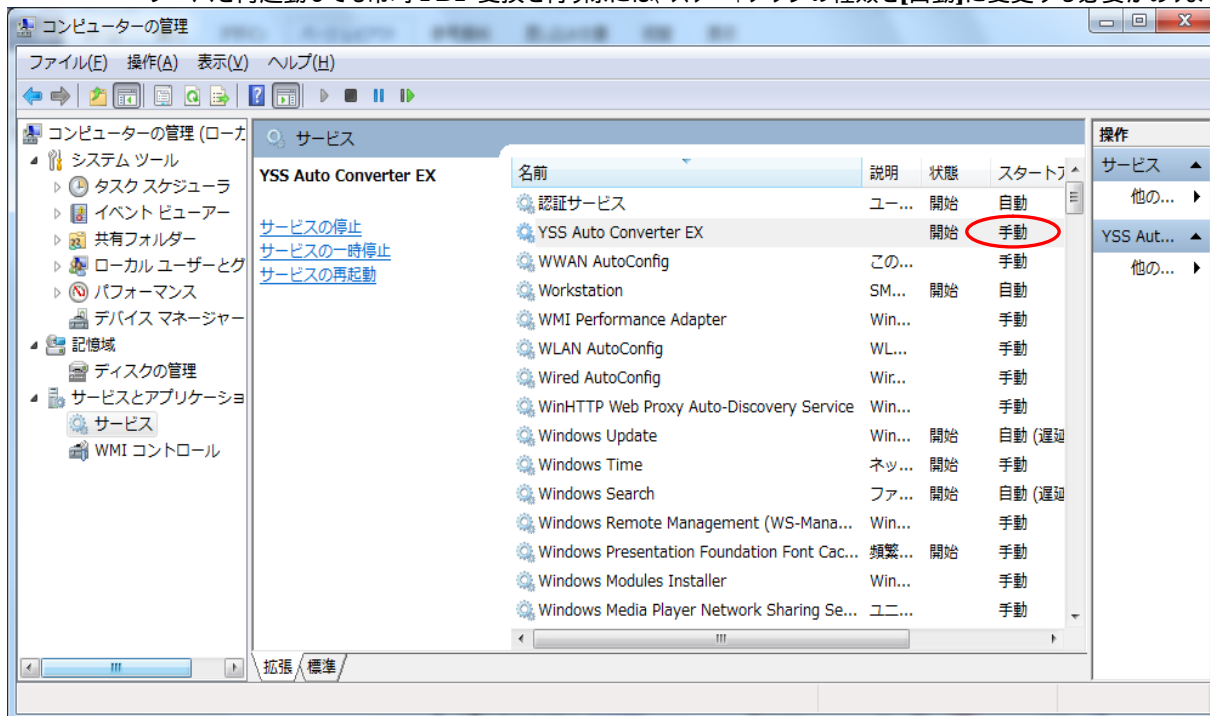 コンピューターの管理
ファイル(F) 操作(A) 表示(V) ヘルプ(H)
コンピューターの管理 (ローカ
システム ツール
タスク スケジューラ
イベント ビューアー
共有フォルダー
ローカル ユーザーとグ
パフォーマンス
デバイス マネージャー
記憶域
ディスクの管理
サービスとアプリケーショ
サービス
WMI コントロール
サービス
YSS Auto Converter EX
サービスの停止
サービスの一時停止
サービスの再起動
名前 説明 状態 スタートア
認証サービス ユー... 開始 自動
YSS Auto Converter EX 開始 手動
WWAN AutoConfig この... 手動
Workstation SM... 開始 自動
WMI Performance Adapter Win... 手動
WLAN AutoConfig WL... 手動
Wired AutoConfig Wir... 手動
WinHTTP Web Proxy Auto-Discovery Service Win... 手動
Windows Update Win... 開始 自動 (遅延
Windows Time ネッ... 開始 手動
Windows Search ファ... 開始 自動 (遅延
Windows Remote Management (WS-Mana... Win... 手動
Windows Presentation Foundation Font Cac... 頻繁... 開始 手動
Windows Modules Installer Win... 手動
Windows Media Player Network Sharing Se... ユニ... 手動
拡張 標準
操作
サービス
他の...
YSS Aut...
他の...